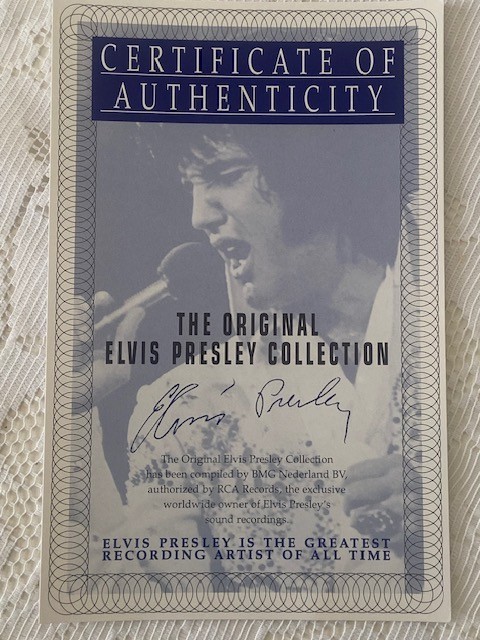 CERTIFICATE OF
AUTHENTICITY
THE ORIGINAL
ELVIS PRESLEY COLLECTION
Elvis Presley
The Original Elvis Presley Collection
has been compiled by BMG Nederland BV,
authorized by RCA Records, the exclusive
worldwide owner of Elvis Presley's
sound recordings.
ELVIS PRESLEY IS THE GREATEST
RECORDING ARTIST OF ALL TIME